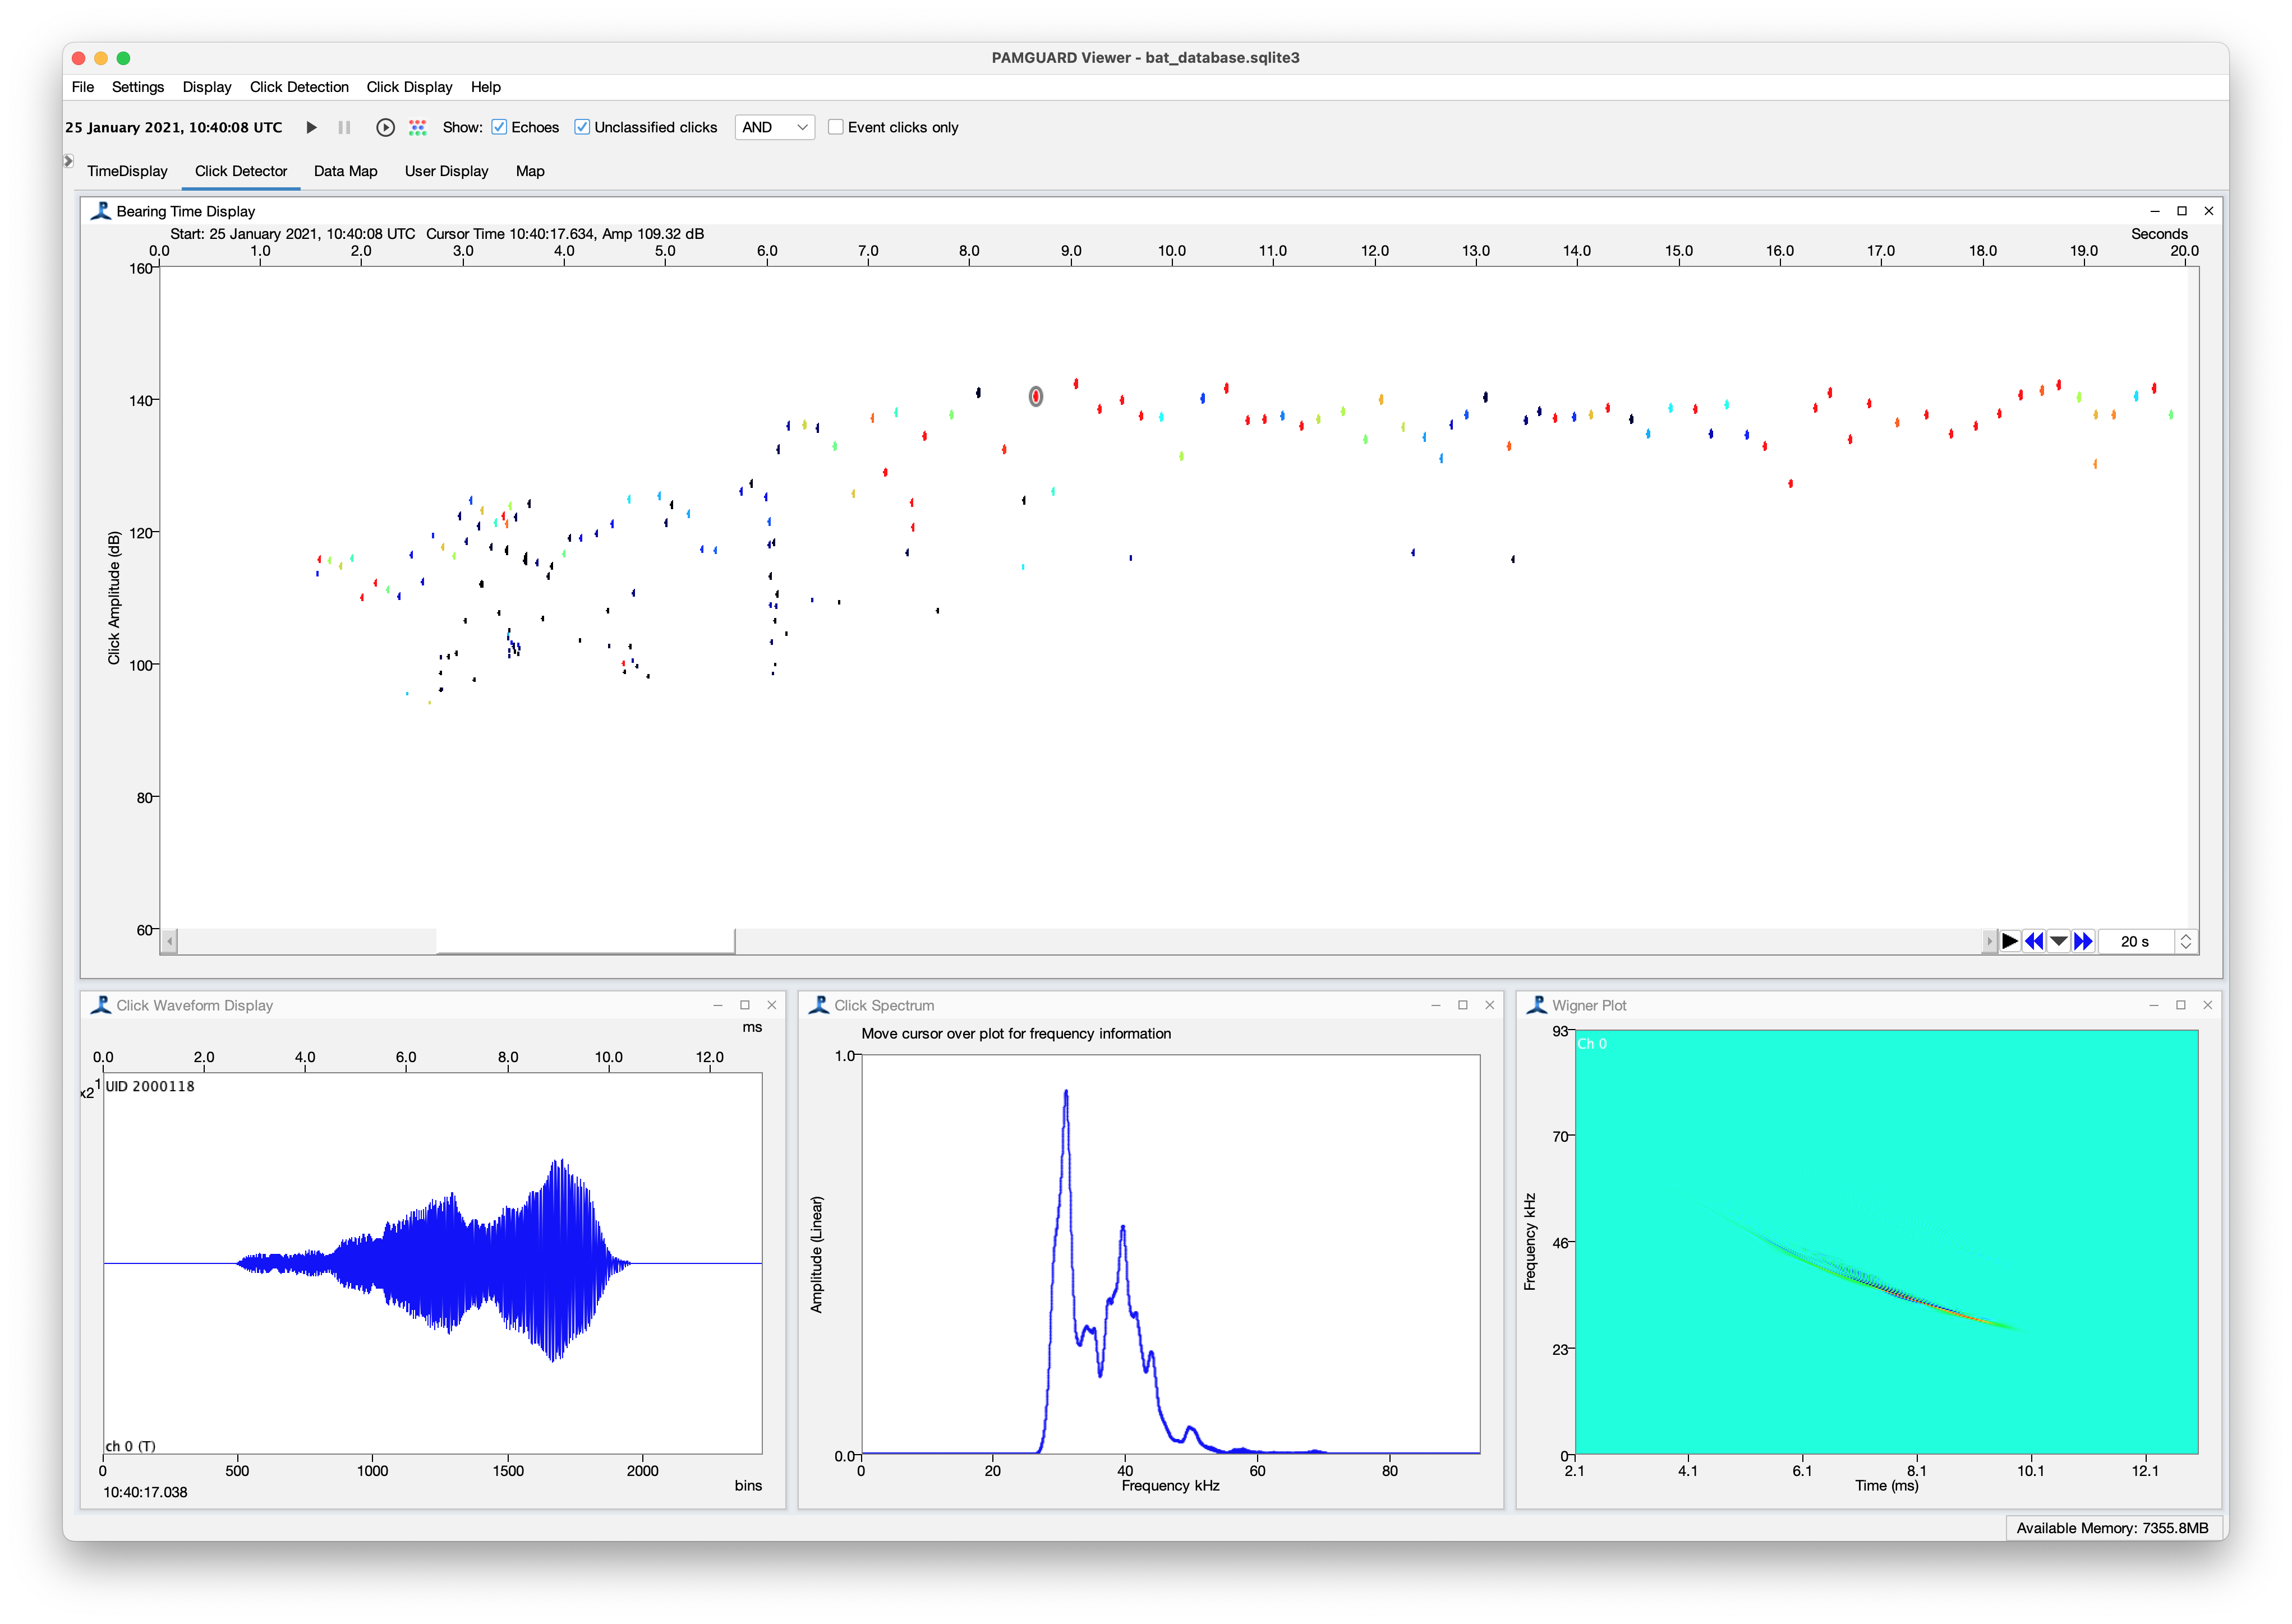 PAMGUARD Viewer - bat_database.sqlite3
File Settings Display Click Detection Click Display Help
25 January 2021, 10:40:08 UTC Show: Echoes Unclassified clicks AND Event clicks only
TimeDisplay Click Detector Data Map User Display Map
Bearing Time Display
Start: 25 January 2021, 10:40:08 UTC Cursor Time 10:40:17.634, Amp 109.32 dB Seconds
0.0 1.0 2.0 3.0 4.0 5.0 6.0 7.0 8.0 9.0 10.0 11.0 12.0 13.0 14.0 15.0 16.0 17.0 18.0 19.0 20.0
160
140
120
100
80
60
Click Amplitude (dB)
20 s
Click Waveform Display
ms
0.0 2.0 4.0 6.0 8.0 10.0 12.0
x2 1
UID 2000118
ch 0 (T)
0 500 1000 1500 2000
10:40:17.038 bins
Click Spectrum
Move cursor over plot for frequency information
1.0
Amplitude (Linear)
0.0
0 20 40 60 80
Frequency kHz
Wigner Plot
Ch 0
93
70
46
23
0
Frequency kHz
2.1 4.1 6.1 8.1 10.1 12.1
Time (ms)
Available Memory: 7355.8MB